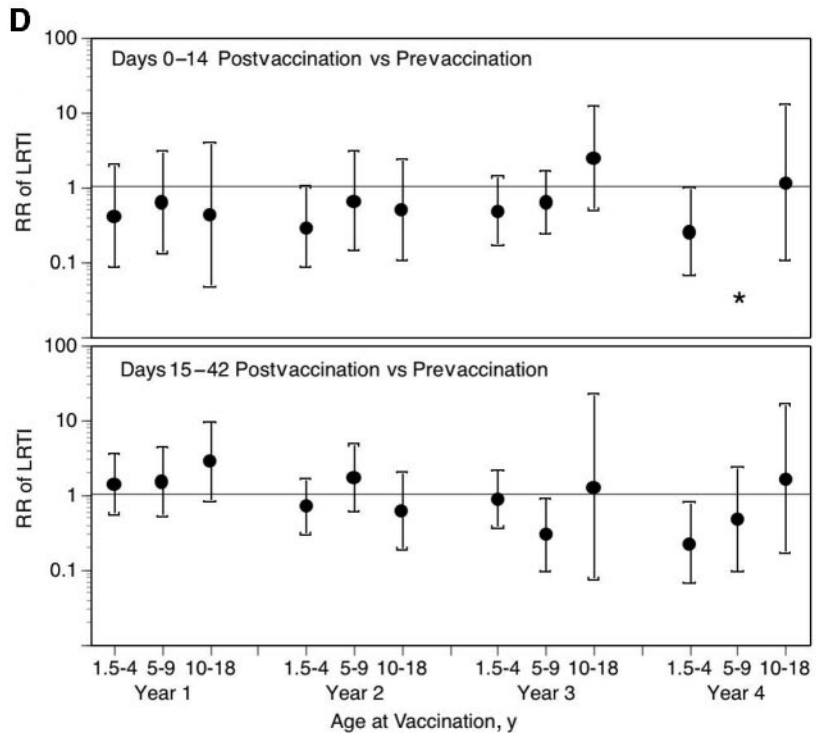 D
Days 0–14 Postvaccination vs Prevaccination
RR of LRTI
100
10
1
0.1
*
Days 15–42 Postvaccination vs Prevaccination
RR of LRTI
100
10
1
0.1
1.5-4 5-9 10-18 1.5-4 5-9 10-18 1.5-4 5-9 10-18 1.5-4 5-9 10-18
Year 1 Year 2 Year 3 Year 4
Age at Vaccination, y